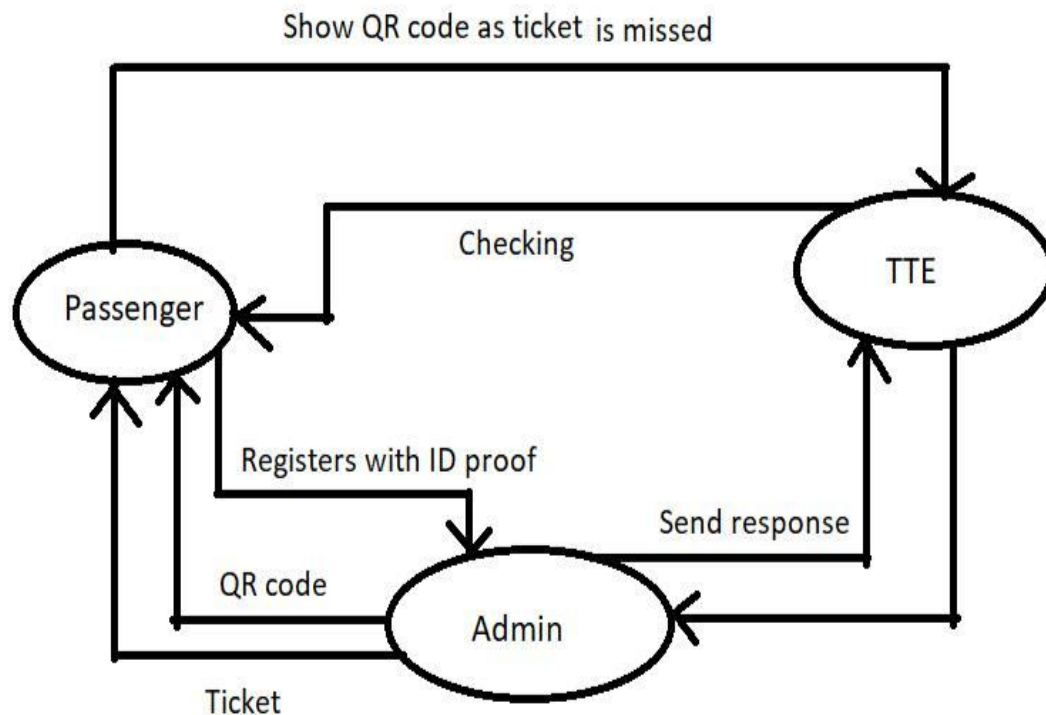 Show QR code as ticket is missed
Checking
TTE
Passenger
Registers with ID proof
Send response
QR code
Admin
Ticket